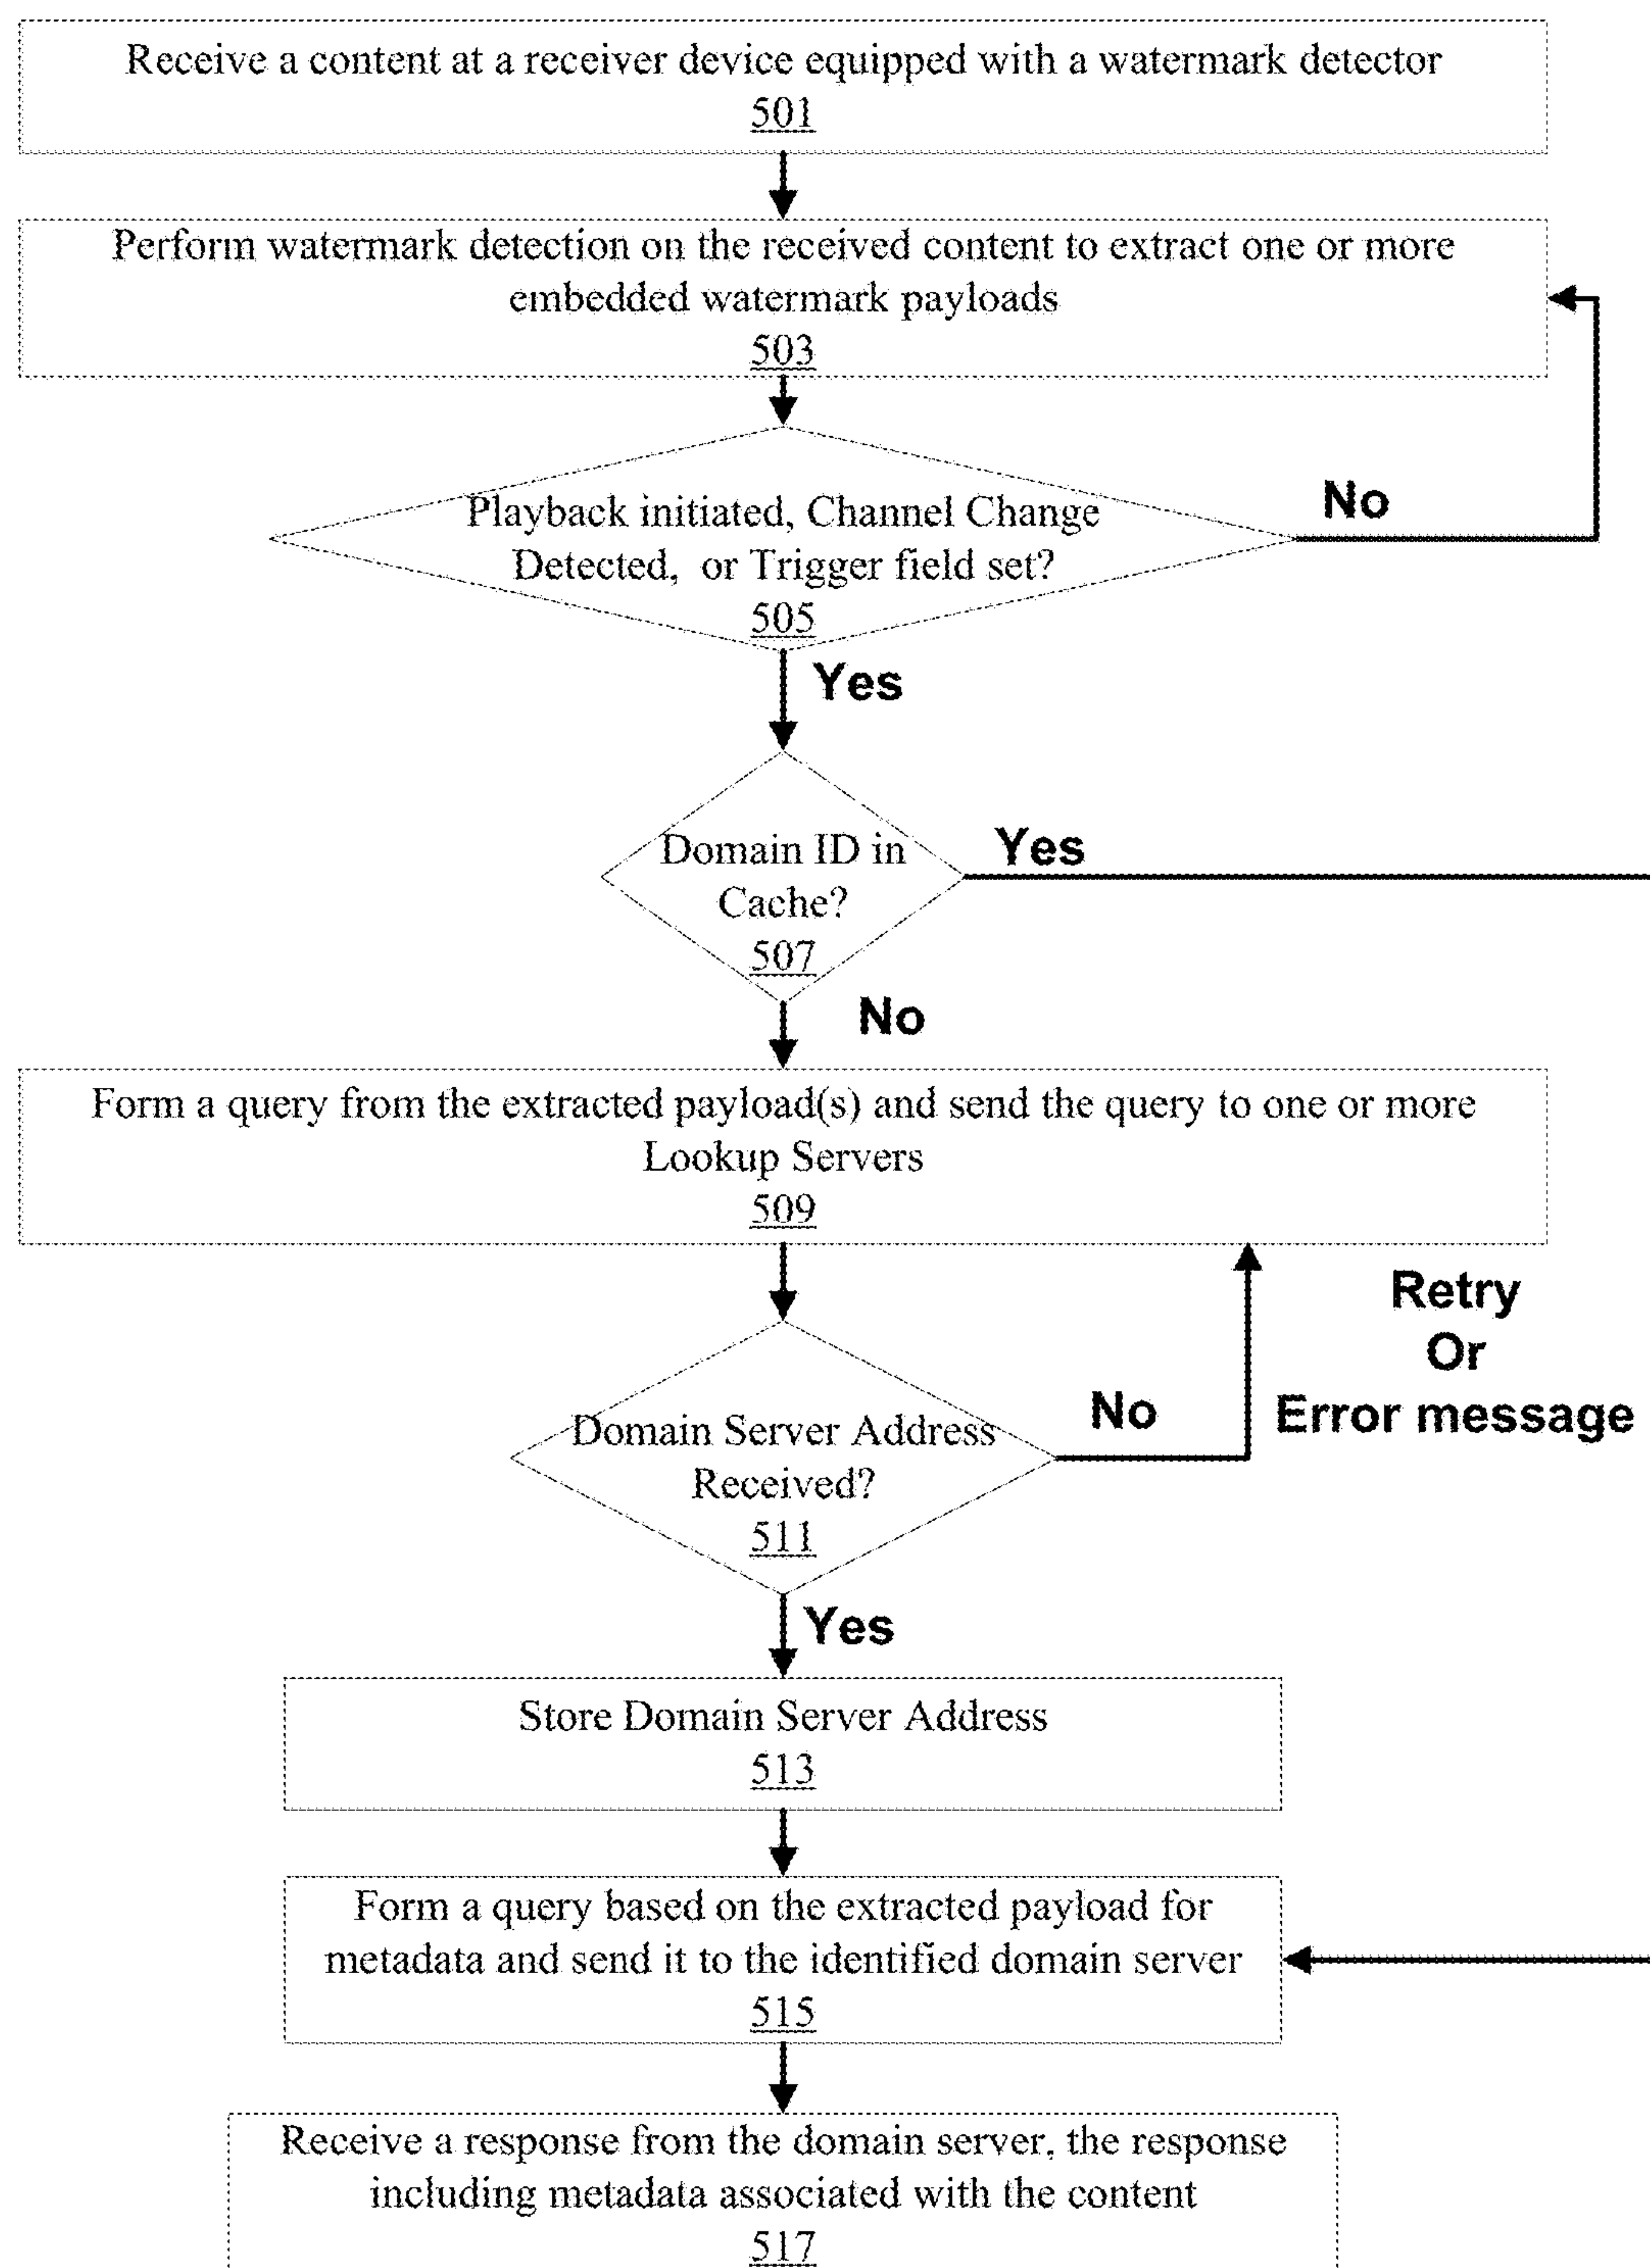 Receive a content at a receiver device equipped with a watermark detector
501
Perform watermark detection on the received content to extract one or more
embedded watermark payloads
503
Playback initiated, Channel Change
Detected, or Trigger field set?
505
No
Yes
Domain ID in
Cache?
507
Yes
No
Form a query from the extracted payload(s) and send the query to one or more
Lookup Servers
509
Retry
Or
Error message
No
Domain Server Address
Received?
511
Yes
Store Domain Server Address
513
Form a query based on the extracted payload for
metadata and send it to the identified domain server
515
Receive a response from the domain server, the response
including metadata associated with the content
517